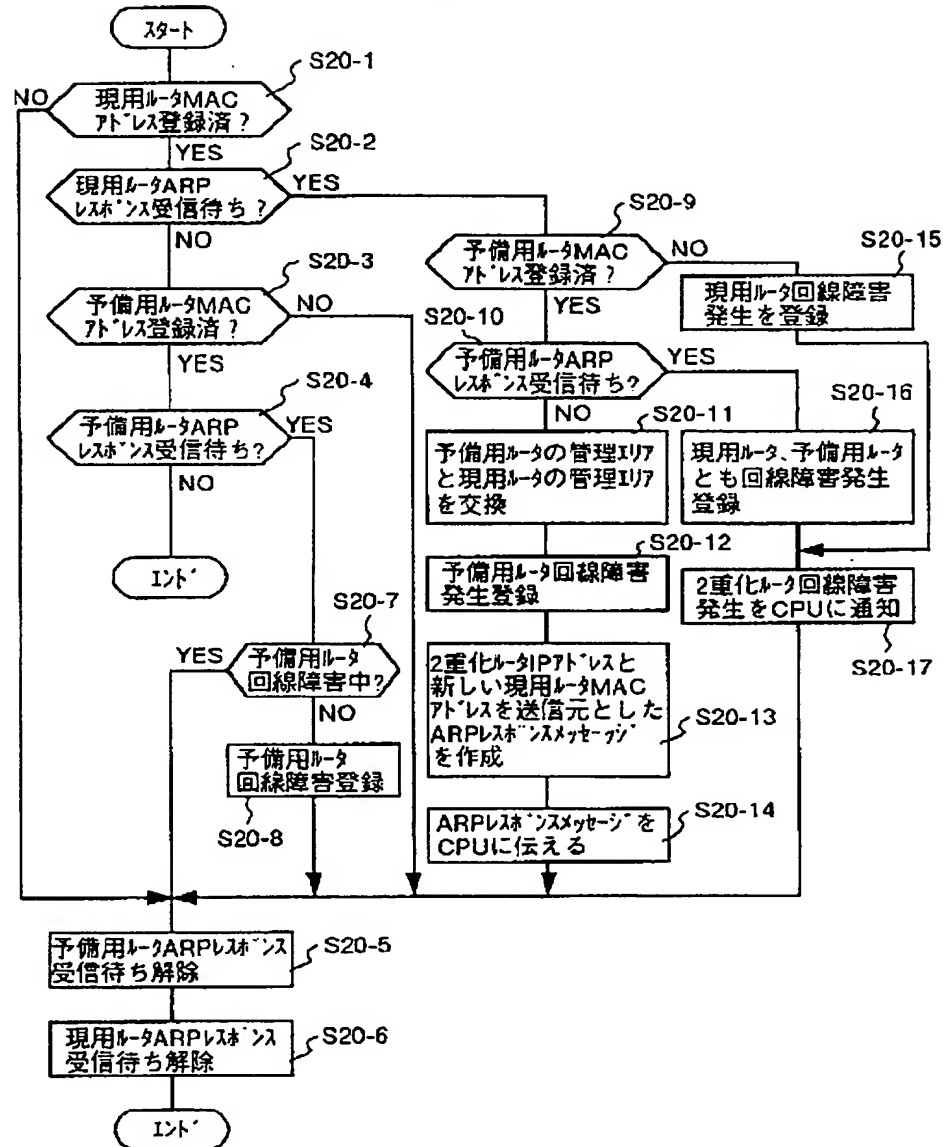 スタート
S20-1
NO
現用ルータMAC
アドレス登録済?
YES
S20-2
現用ルータARP
レスポンス受信待ち?
YES
NO
S20-3
予備用ルータMAC
アドレス登録済?
NO
YES
S20-4
予備用ルータARP
レスポンス受信待ち?
YES
NO
エンド
S20-9
予備用ルータMAC
アドレス登録済?
NO
YES
S20-15
現用ルータ回線障害
発生を登録
S20-10
予備用ルータARP
レスポンス受信待ち?
YES
NO
S20-11
予備用ルータの管理エリア
と現用ルータの管理エリア
を交換
S20-16
現用ルータ、予備用ルータ
とも回線障害発生
登録
S20-12
予備用ルータ回線障害
発生登録
2重化ルータ回線障害
発生をCPUに通知
S20-17
S20-7
YES
予備用ルータ
回線障害中?
NO
予備用ルータ
回線障害登録
S20-8
2重化ルータIPアドレスと
新しい現用ルータMAC
アドレスを送信元とした
ARPレスポンスメッセーッジ
を作成
S20-13
ARPレスポンスメッセージを
CPUに伝える
S20-14
予備用ルータARPレスポンス
受信待ち解除
S20-5
現用ルータARPレスポンス
受信待ち解除
S20-6
エンド